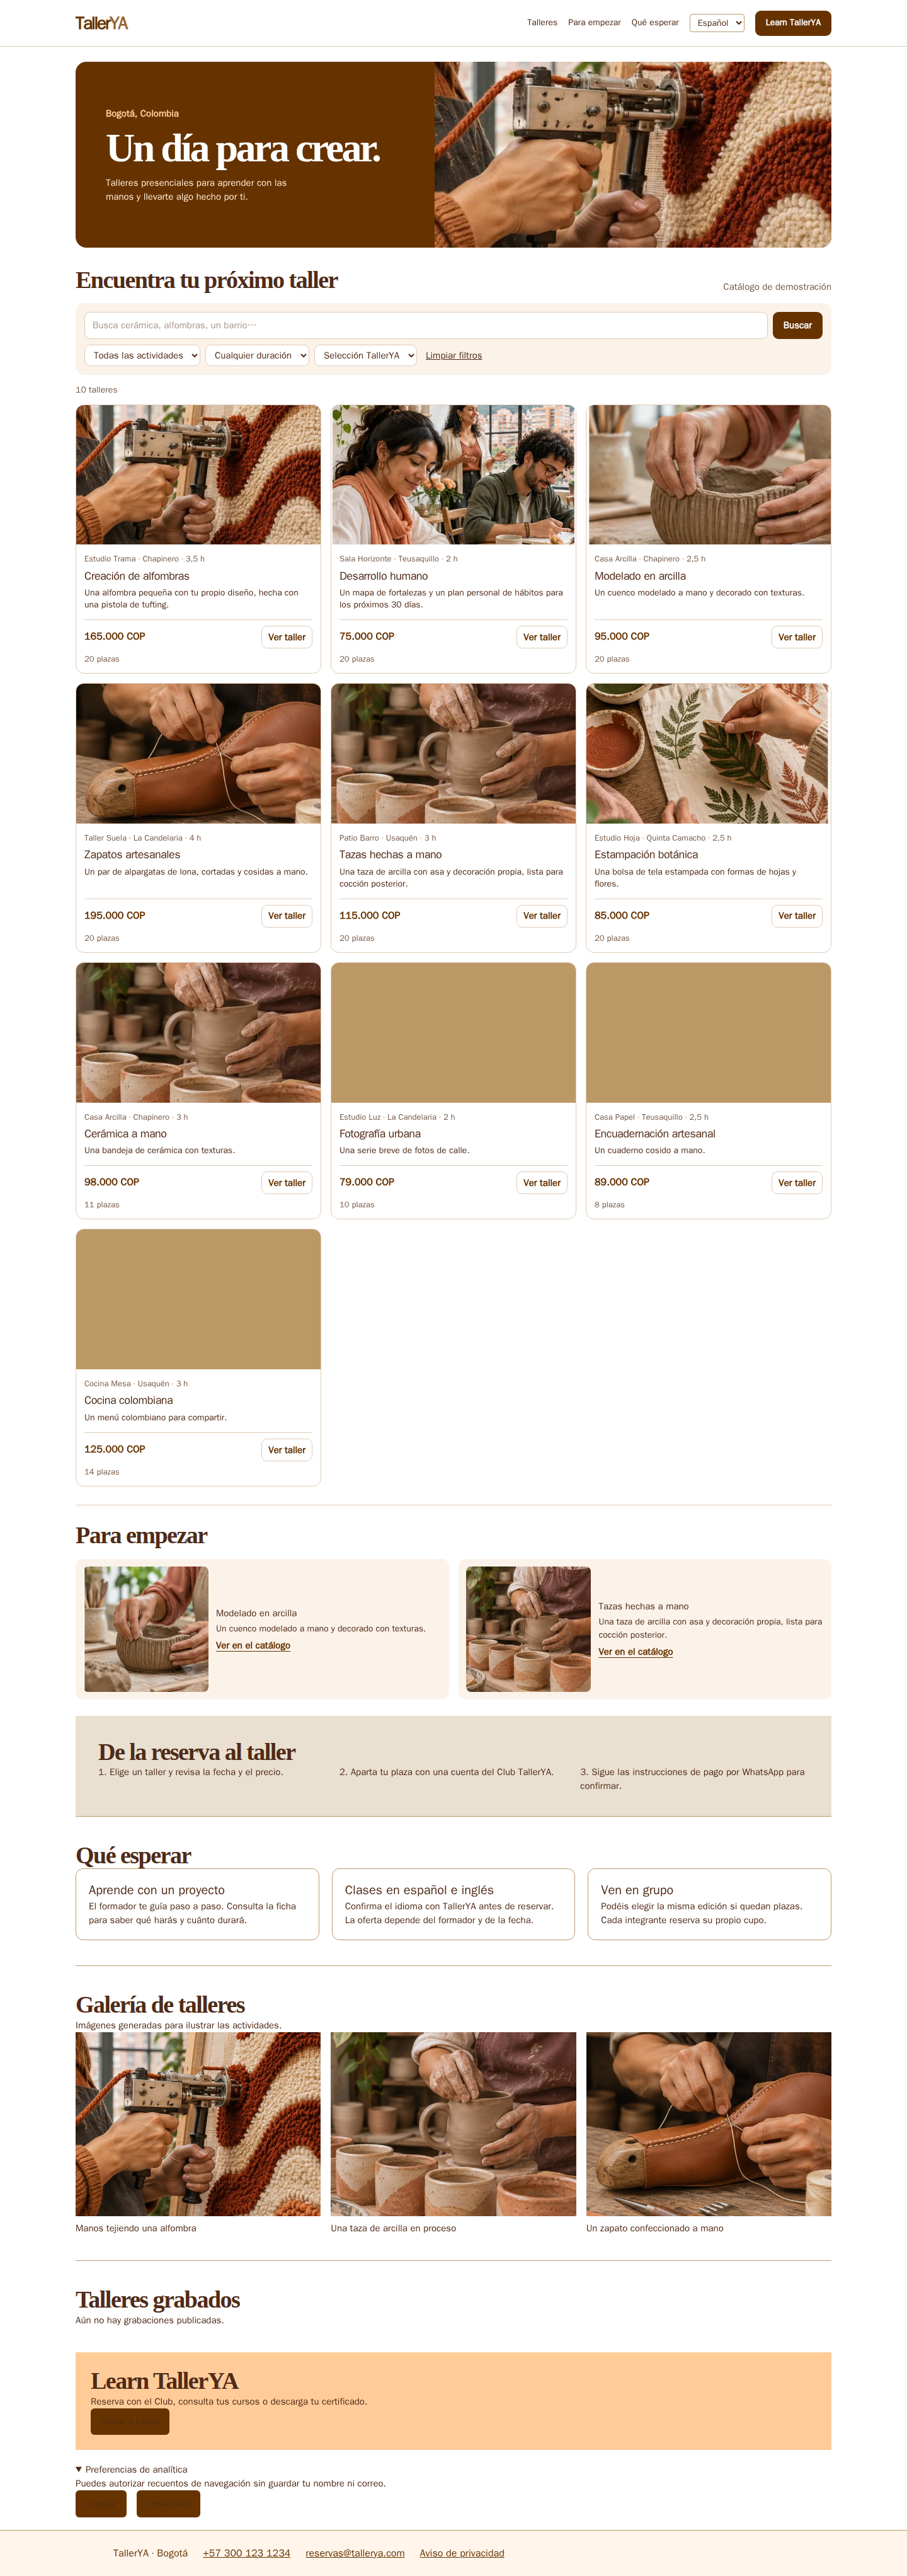 TallerYA
Talleres Para empezar Qué esperar Español Learn TallerYA
Bogotá, Colombia
Un día para crear.
Talleres presenciales para aprender con las
manos y llevarte algo hecho por ti.
Encuentra tu próximo taller
Catálogo de demostración
Busca cerámica, alfombras, un barrio···
Buscar
Todas las actividades Cualquier duración Selección TallerYA Limpiar filtros
10 talleres
Estudio Trama · Chapinero · 3,5 h
Creación de alfombras
Una alfombra pequeña con tu propio diseño, hecha con
una pistola de tufting.
165.000 COP
Ver taller
20 plazas
Sala Horizonte · Teusaquillo · 2 h
Desarrollo humano
Un mapa de fortalezas y un plan personal de hábitos para
los próximos 30 días.
75.000 COP
Ver taller
20 plazas
Casa Arcilla · Chapinero · 2,5 h
Modelado en arcilla
Un cuenco modelado a mano y decorado con texturas.
95.000 COP
Ver taller
20 plazas
Taller Suela · La Candelaria · 4 h
Zapatos artesanales
Un par de alpargatas de lona, cortadas y cosidas a mano.
195.000 COP
Ver taller
20 plazas
Patio Barro · Usaquén · 3 h
Tazas hechas a mano
Una taza de arcilla con asa y decoración propia, lista para
cocción posterior.
115.000 COP
Ver taller
20 plazas
Estudio Hoja · Quinta Camacho · 2,5 h
Estampación botánica
Una bolsa de tela estampada con formas de hojas y
flores.
85.000 COP
Ver taller
20 plazas
Casa Arcilla · Chapinero · 3 h
Cerámica a mano
Una bandeja de cerámica con texturas.
98.000 COP
Ver taller
11 plazas
Estudio Luz · La Candelaria · 2 h
Fotografía urbana
Una serie breve de fotos de calle.
79.000 COP
Ver taller
10 plazas
Casa Papel · Teusaquillo · 2,5 h
Encuadernación artesanal
Un cuaderno cosido a mano.
89.000 COP
Ver taller
8 plazas
Cocina Mesa · Usaquén · 3 h
Cocina colombiana
Un menú colombiano para compartir.
125.000 COP
Ver taller
14 plazas
Para empezar
Modelado en arcilla
Un cuenco modelado a mano y decorado con texturas.
Ver en el catálogo
Tazas hechas a mano
Una taza de arcilla con asa y decoración propia, lista para
cocción posterior.
Ver en el catálogo
De la reserva al taller
1. Elige un taller y revisa la fecha y el precio.
2. Aparta tu plaza con una cuenta del Club TallerYA.
3. Sigue las instrucciones de pago por WhatsApp para
confirmar.
Qué esperar
Aprende con un proyecto
El formador te guía paso a paso. Consulta la ficha
para saber qué harás y cuánto durará.
Clases en español e inglés
Confirma el idioma con TallerYA antes de reservar.
La oferta depende del formador y de la fecha.
Ven en grupo
Podéis elegir la misma edición si quedan plazas.
Cada integrante reserva su propio cupo.
Galería de talleres
Imágenes generadas para ilustrar las actividades.
Manos tejiendo una alfombra
Una taza de arcilla en proceso
Un zapato confeccionado a mano
Talleres grabados
Aún no hay grabaciones publicadas.
Learn TallerYA
Reserva con el Club, consulta tus cursos o descarga tu certificado.
▼ Preferencias de analítica
Puedes autorizar recuentos de navegación sin guardar tu nombre ni correo.
TallerYA · Bogotá +57 300 123 1234 reservas@tallerya.com Aviso de privacidad